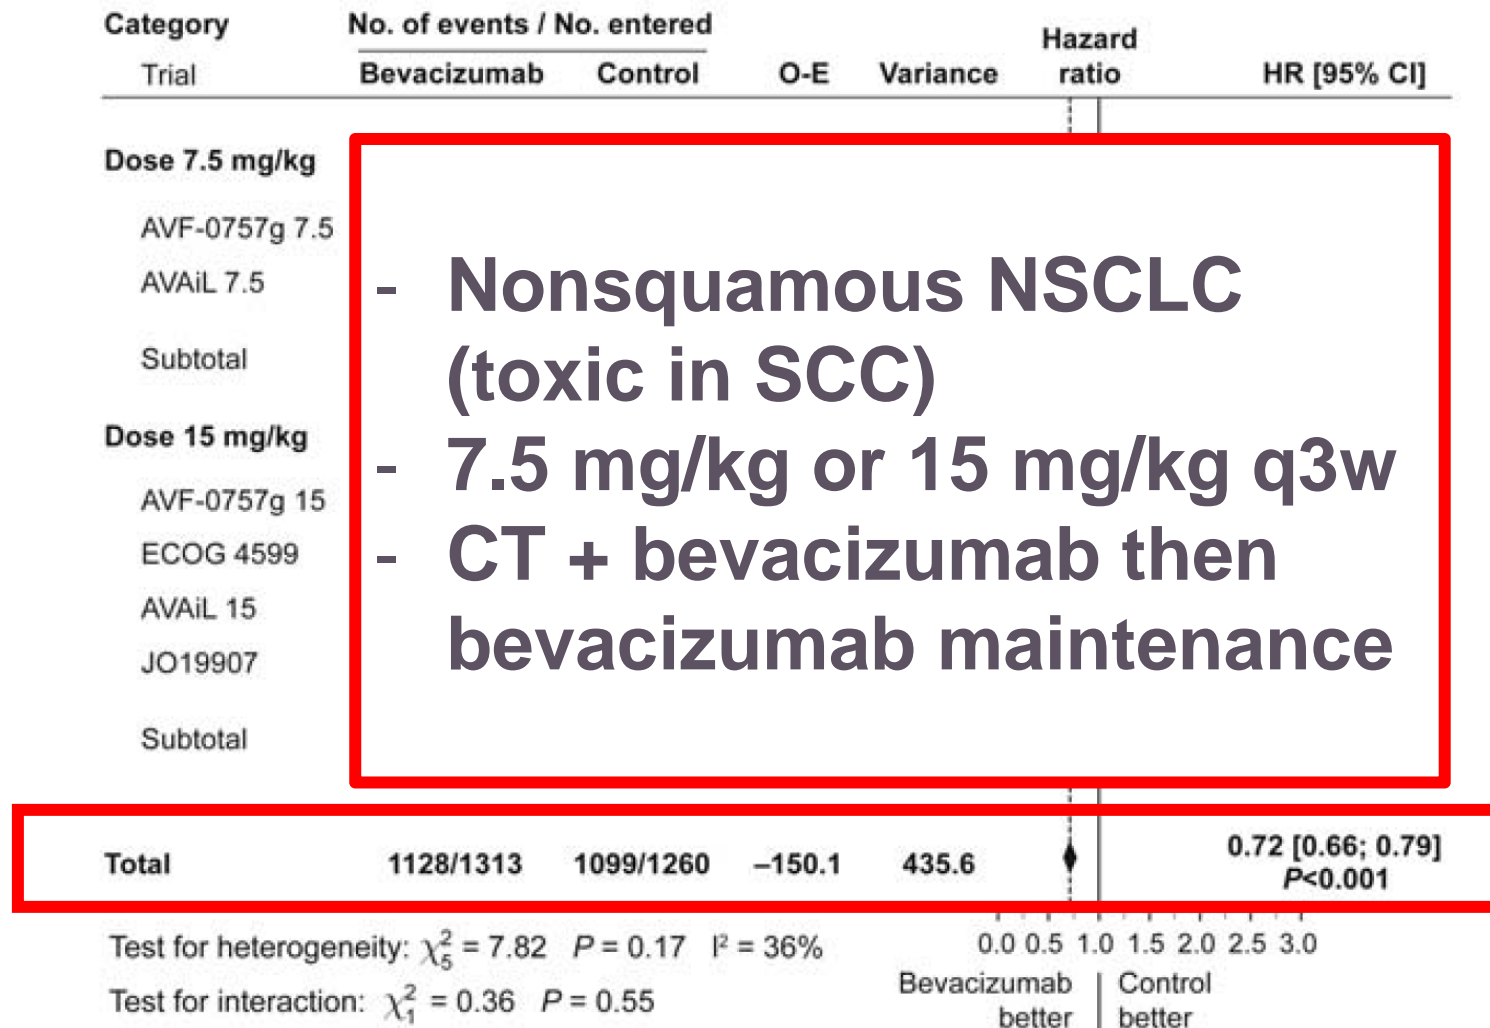 Category No. of events / No. entered Hazard
Trial Bevacizumab Control O-E Variance ratio HR [95% CI]
Dose 7.5 mg/kg
AVF-0757g 7.5
AVAiL 7.5
Subtotal
Dose 15 mg/kg
AVF-0757g 15
ECOG 4599
AVAiL 15
JO19907
Subtotal
- Nonsquamous NSCLC
(toxic in SCC)
- 7.5 mg/kg or 15 mg/kg q3w
- CT + bevacizumab then
bevacizumab maintenance
Total 1128/1313 1099/1260 –150.1 435.6 0.72 [0.66; 0.79]
P<0.001
0.0 0.5 1.0 1.5 2.0 2.5 3.0
Test for heterogeneity: χ²₅ = 7.82 P = 0.17 I² = 36%
Test for interaction: χ²₁ = 0.36 P = 0.55
Bevacizumab better
Control better